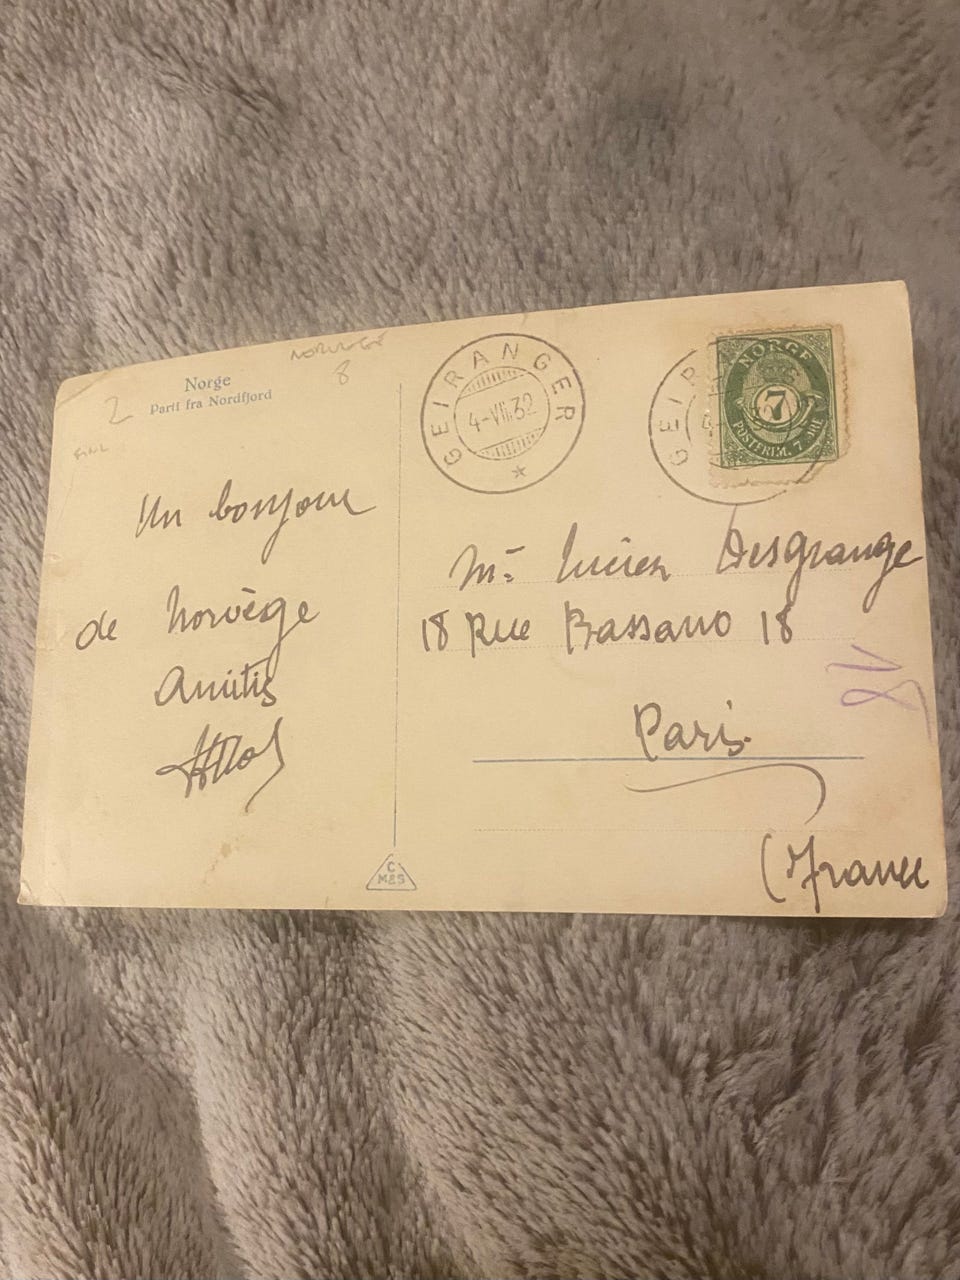 Norge
Parti fra Nordfjord
2
8
Un bonjour
de Norvège
Amitiés
GEIRANGER
4-VII.32
GEIR
NORGE
7
POSTFRIM. 7 ØRE
Mr Lucien Desgrange
18 Rue Bassano 18
Paris.
(France
C
M&S